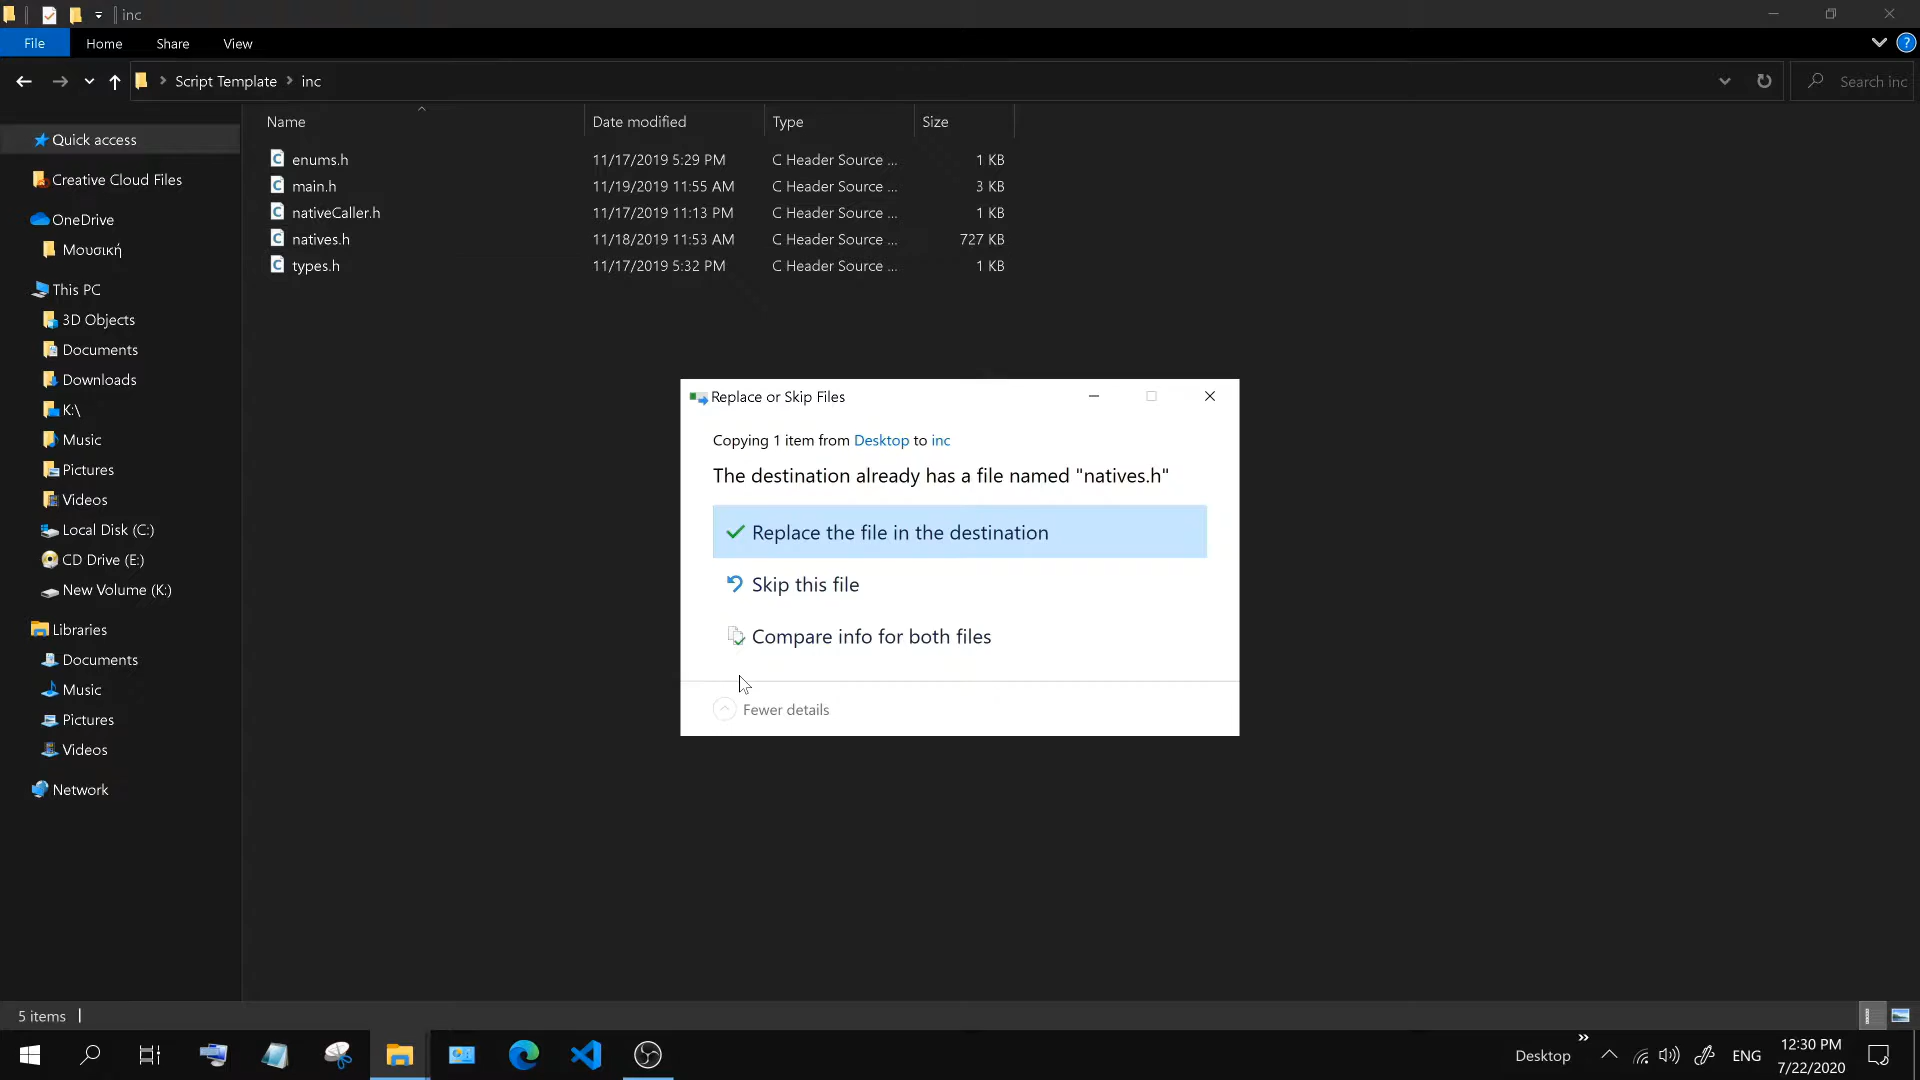 inc
File Home Share View
Script Template inc
Search inc
Name Date modified Type Size
enums.h 11/17/2019 5:29 PM C Header Source ... 1 KB
main.h 11/19/2019 11:55 AM C Header Source ... 3 KB
nativeCaller.h 11/17/2019 11:13 PM C Header Source ... 1 KB
natives.h 11/18/2019 11:53 AM C Header Source ... 727 KB
types.h 11/17/2019 5:32 PM C Header Source ... 1 KB
Quick access
Creative Cloud Files
OneDrive
Μουσική
This PC
3D Objects
Documents
Downloads
K:\
Music
Pictures
Videos
Local Disk (C:)
CD Drive (E:)
New Volume (K:)
Libraries
Documents
Music
Pictures
Videos
Network
Replace or Skip Files
Copying 1 item from Desktop to inc
The destination already has a file named "natives.h"
Replace the file in the destination
Skip this file
Compare info for both files
Fewer details
5 items
Desktop
ENG
12:30 PM
7/22/2020